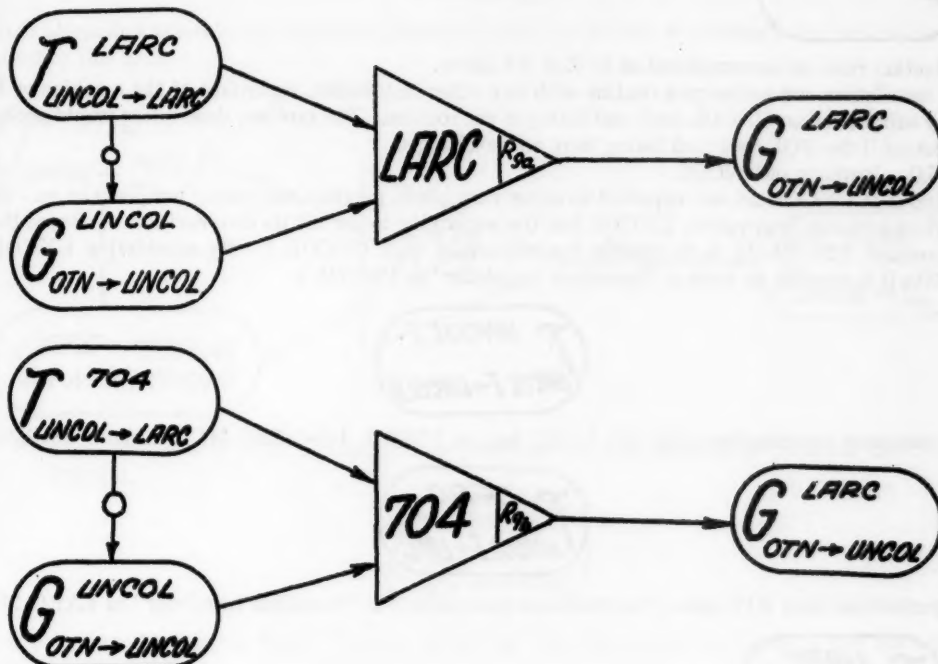 T LARC
UNCOL→LARC
G UNCOL
OTN→UNCOL
LARC R9a
G LARC
OTN→UNCOL
T 704
UNCOL→LARC
G UNCOL
OTN→UNCOL
704 R9b
G LARC
OTN→UNCOL